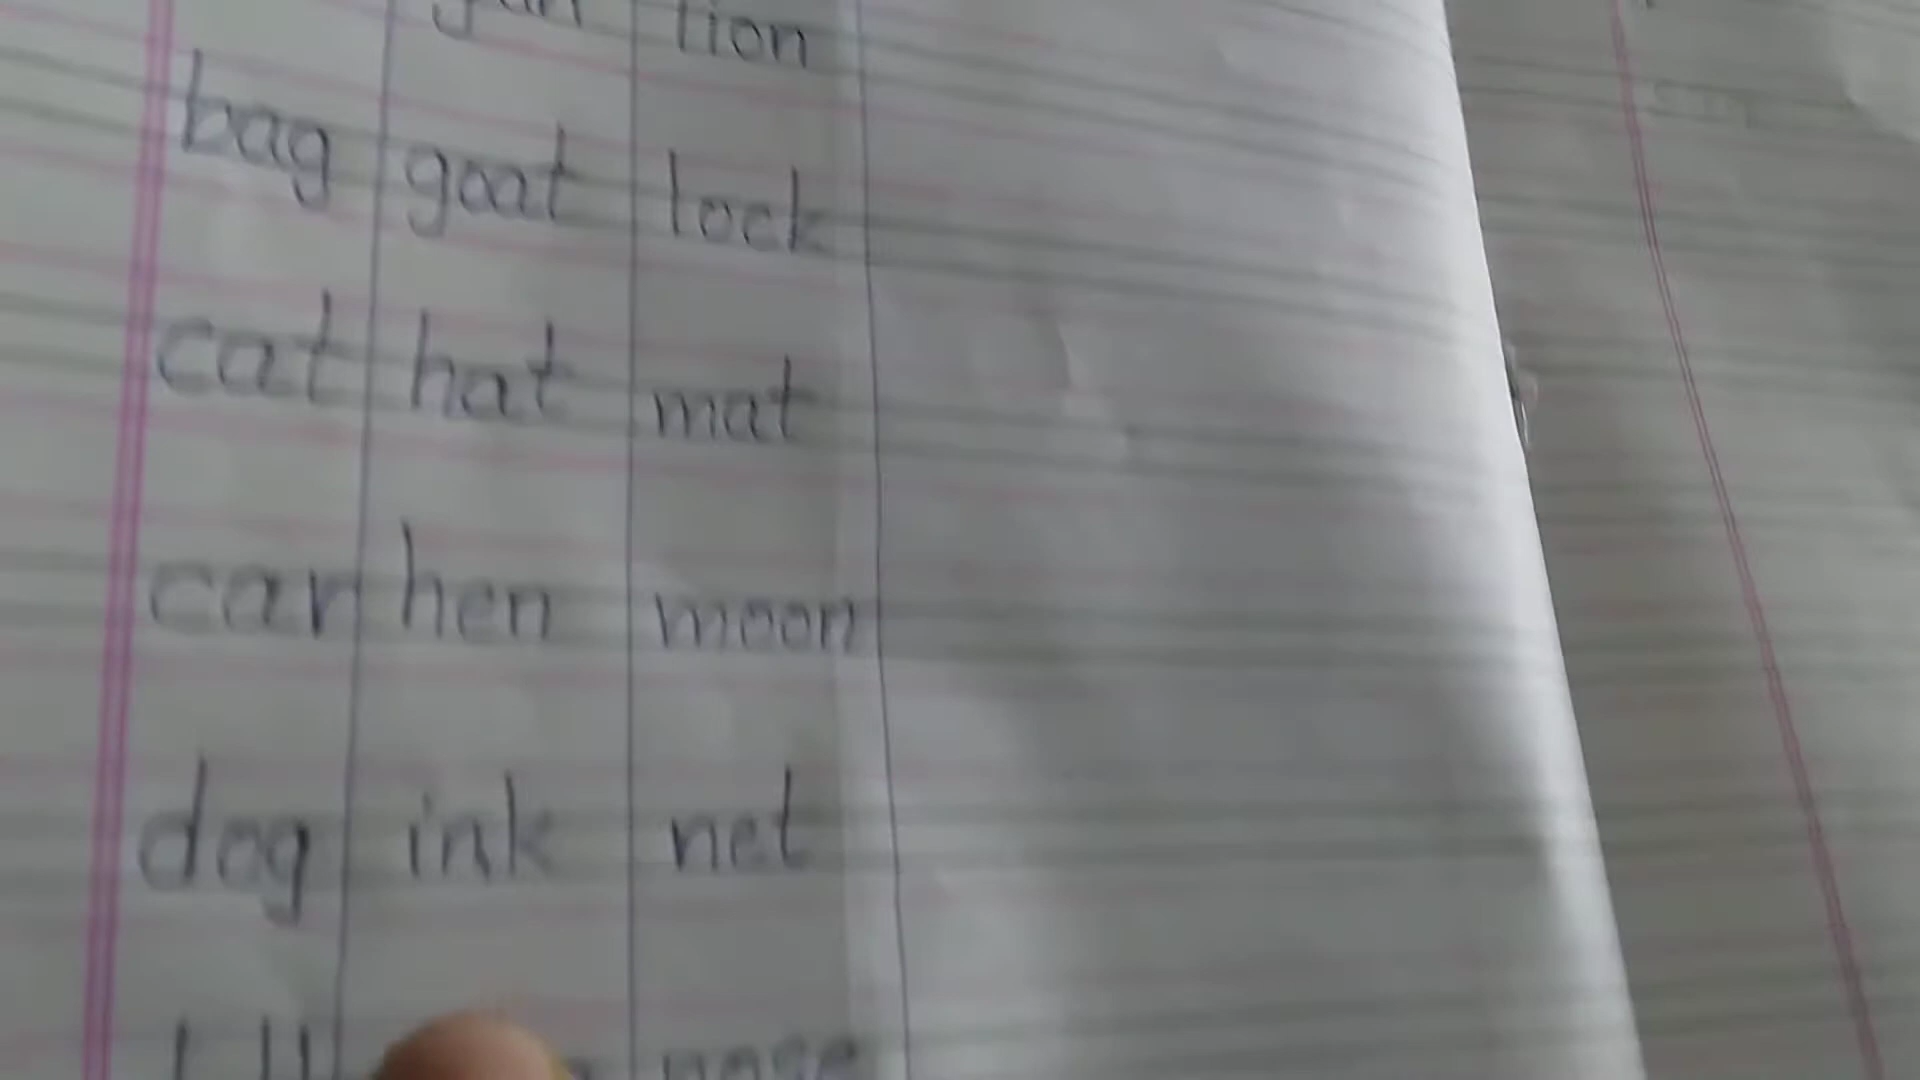 lion
bag goat lock
cat hat mat
car hen moon
dog ink net